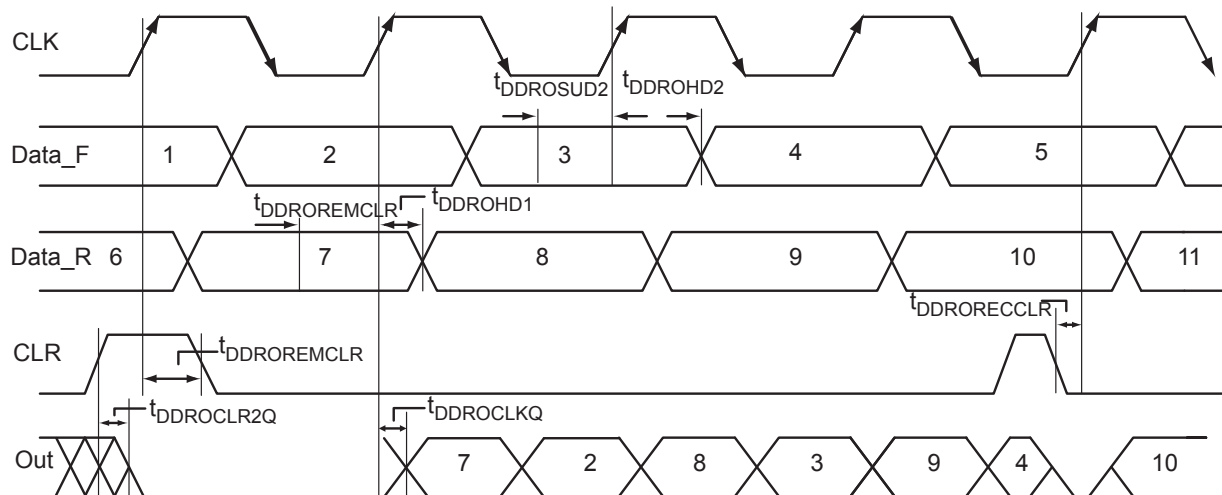 CLK
tDDROSUD2 tDDROHD2
Data_F 1 2 3 4 5
tDDROREMCLR tDDROHD1
Data_R 6 7 8 9 10 11
tDDRORECCLR
CLR tDDROREMCLR
tDDROCLR2Q tDDROCLKQ
Out 7 2 8 3 9 4 10